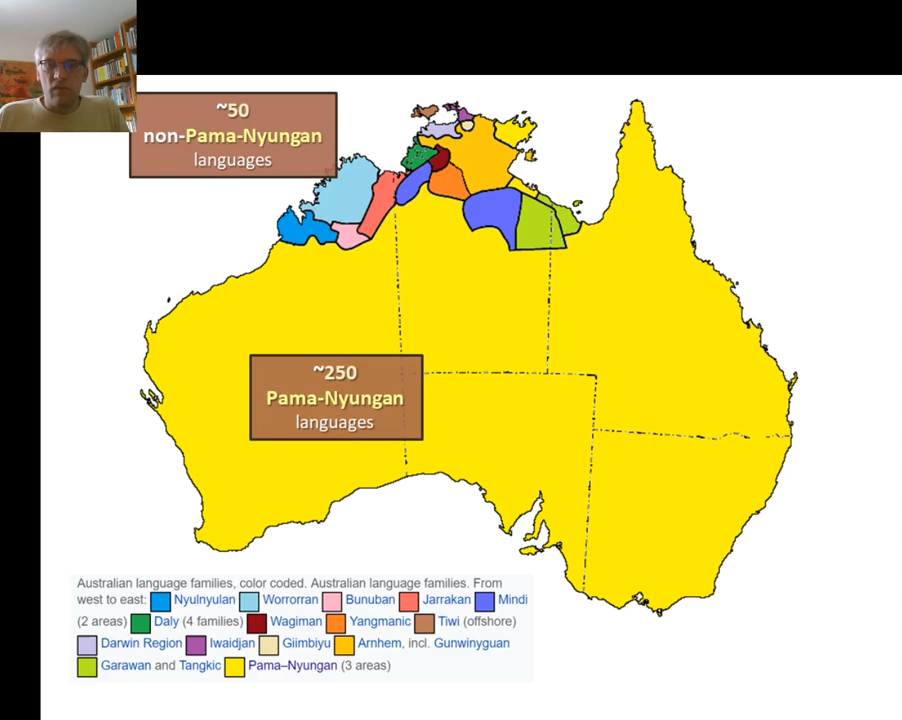 ~50
non-Pama-Nyungan
languages
~250
Pama-Nyungan
languages
Australian language families, color coded. Australian language families. From
west to east: Nyulnyulan Worrorran Bunuban Jarrakan Mindi
(2 areas) Daly (4 families) Wagiman Yangmanic Tiwi (offshore)
Darwin Region Iwaidjan Giimbiyu Arnhem, incl. Gunwinyguan
Garawan and Tangkic Pama–Nyungan (3 areas)